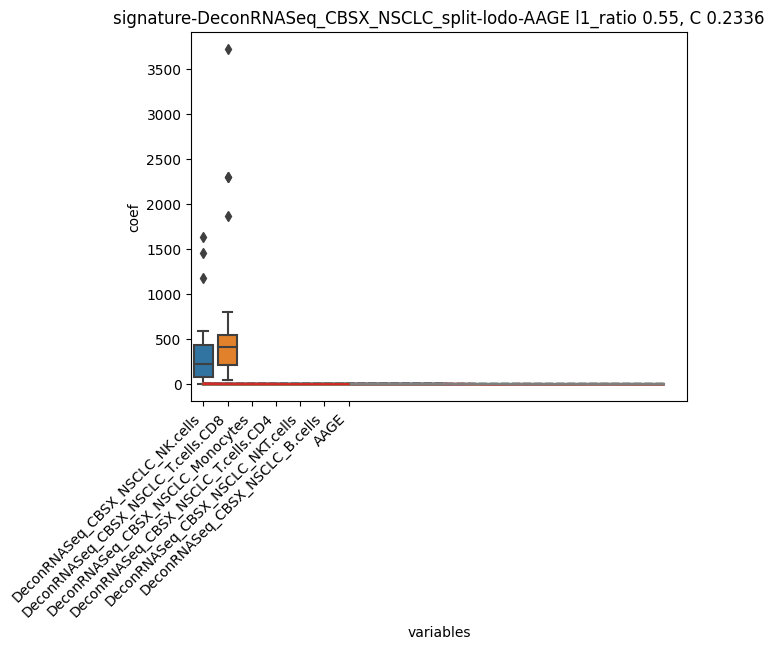 signature-DeconRNASeq_CBSX_NSCLC_split-lodo-AAGE l1_ratio 0.55, C 0.2336
3500
3000
2500
2000
1500
1000
500
0
coef
DeconRNASeq_CBSX_NSCLC_NK.cells
DeconRNASeq_CBSX_NSCLC_T.cells.CD8
DeconRNASeq_CBSX_NSCLC_Monocytes
DeconRNASeq_CBSX_NSCLC_T.cells.CD4
DeconRNASeq_CBSX_NSCLC_NKT.cells
DeconRNASeq_CBSX_NSCLC_B.cells
AAGE
variables